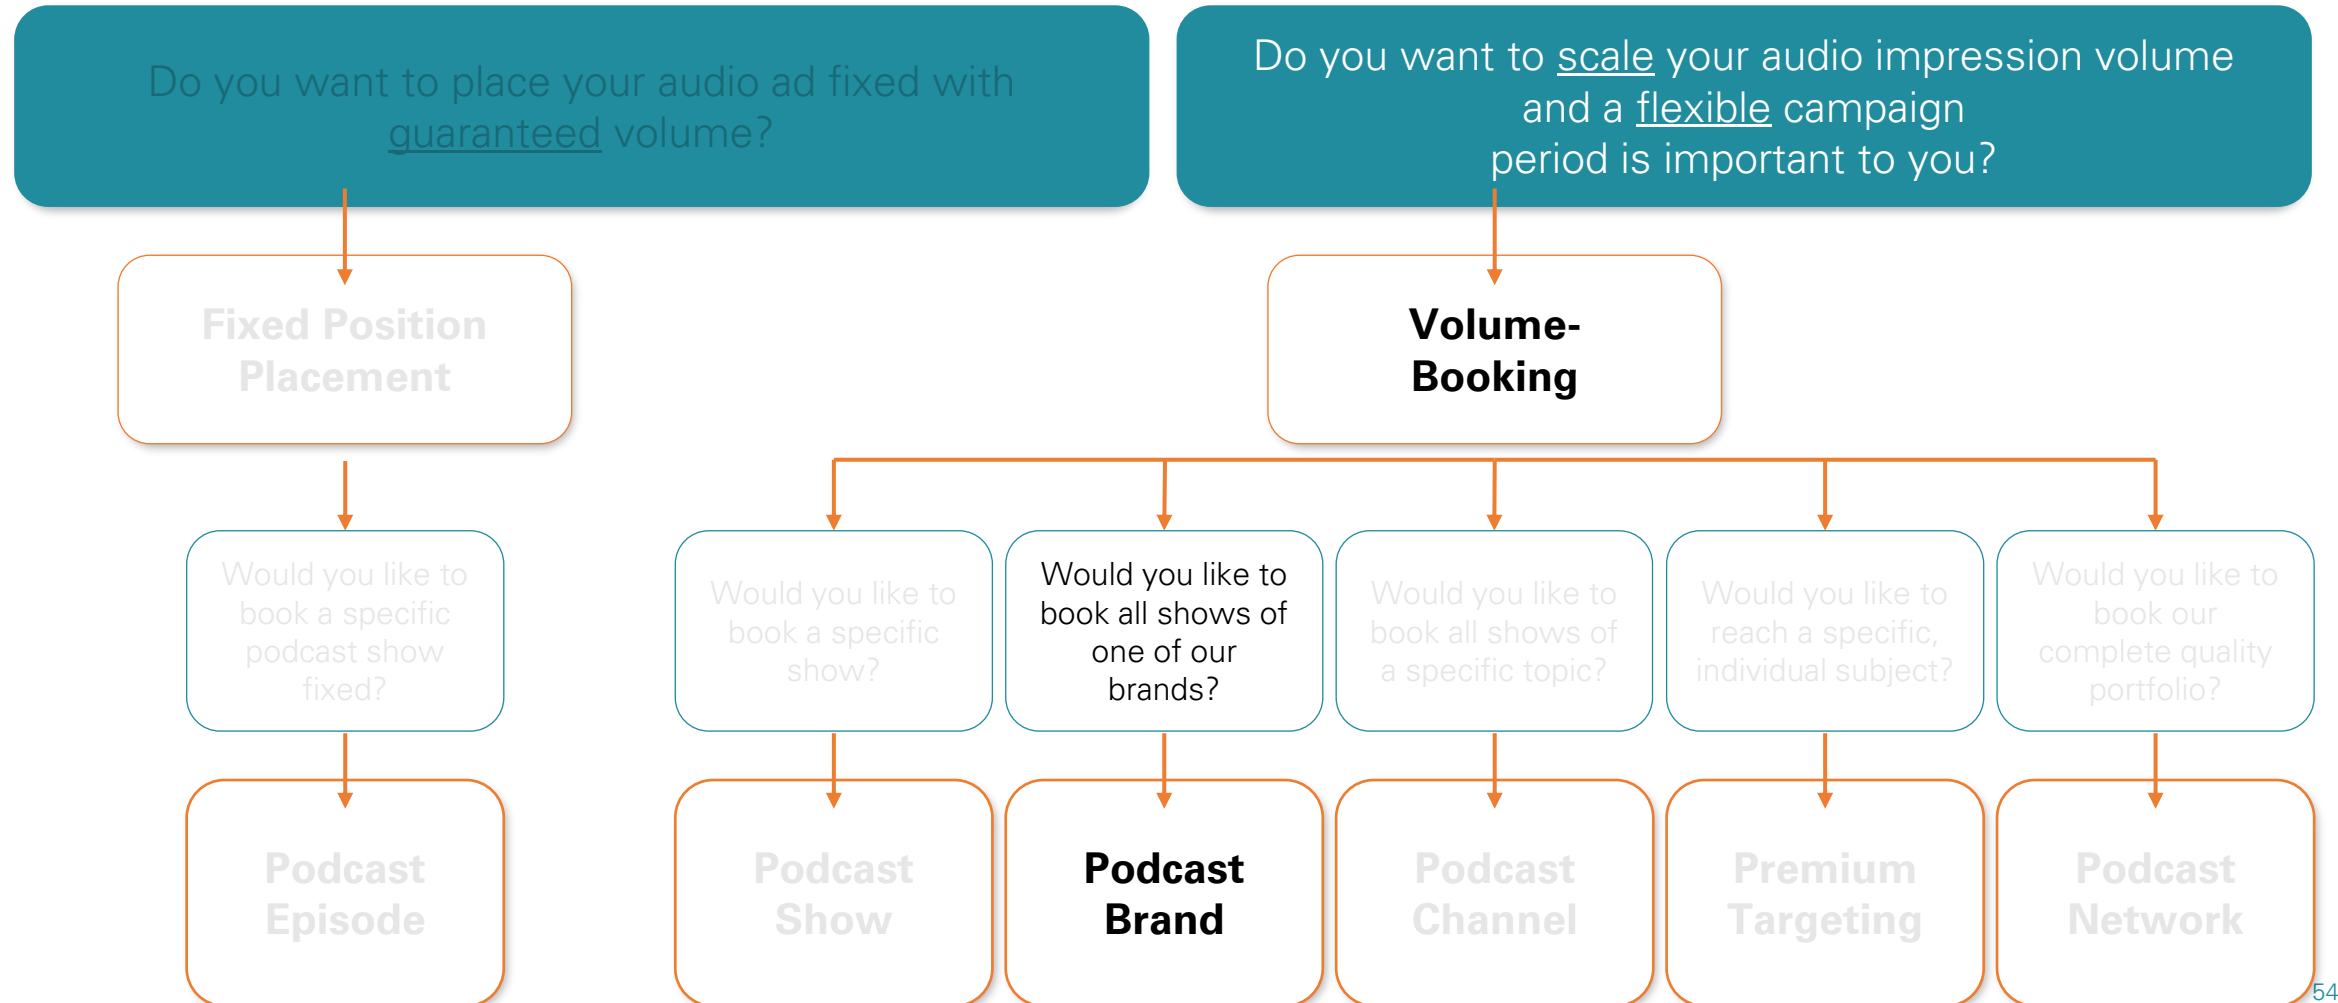 Do you want to place your audio ad fixed with
guaranteed volume?
Do you want to scale your audio impression volume
and a flexible campaign
period is important to you?
Fixed Position
Placement
Volume-
Booking
Would you like to
book a specific
podcast show
fixed?
Would you like to
book a specific
show?
Would you like to
book all shows of
one of our
brands?
Would you like to
book all shows of
a specific topic?
Would you like to
reach a specific,
individual subject?
Would you like to
book our
complete quality
portfolio?
Podcast
Episode
Podcast
Show
Podcast
Brand
Podcast
Channel
Premium
Targeting
Podcast
Network
54